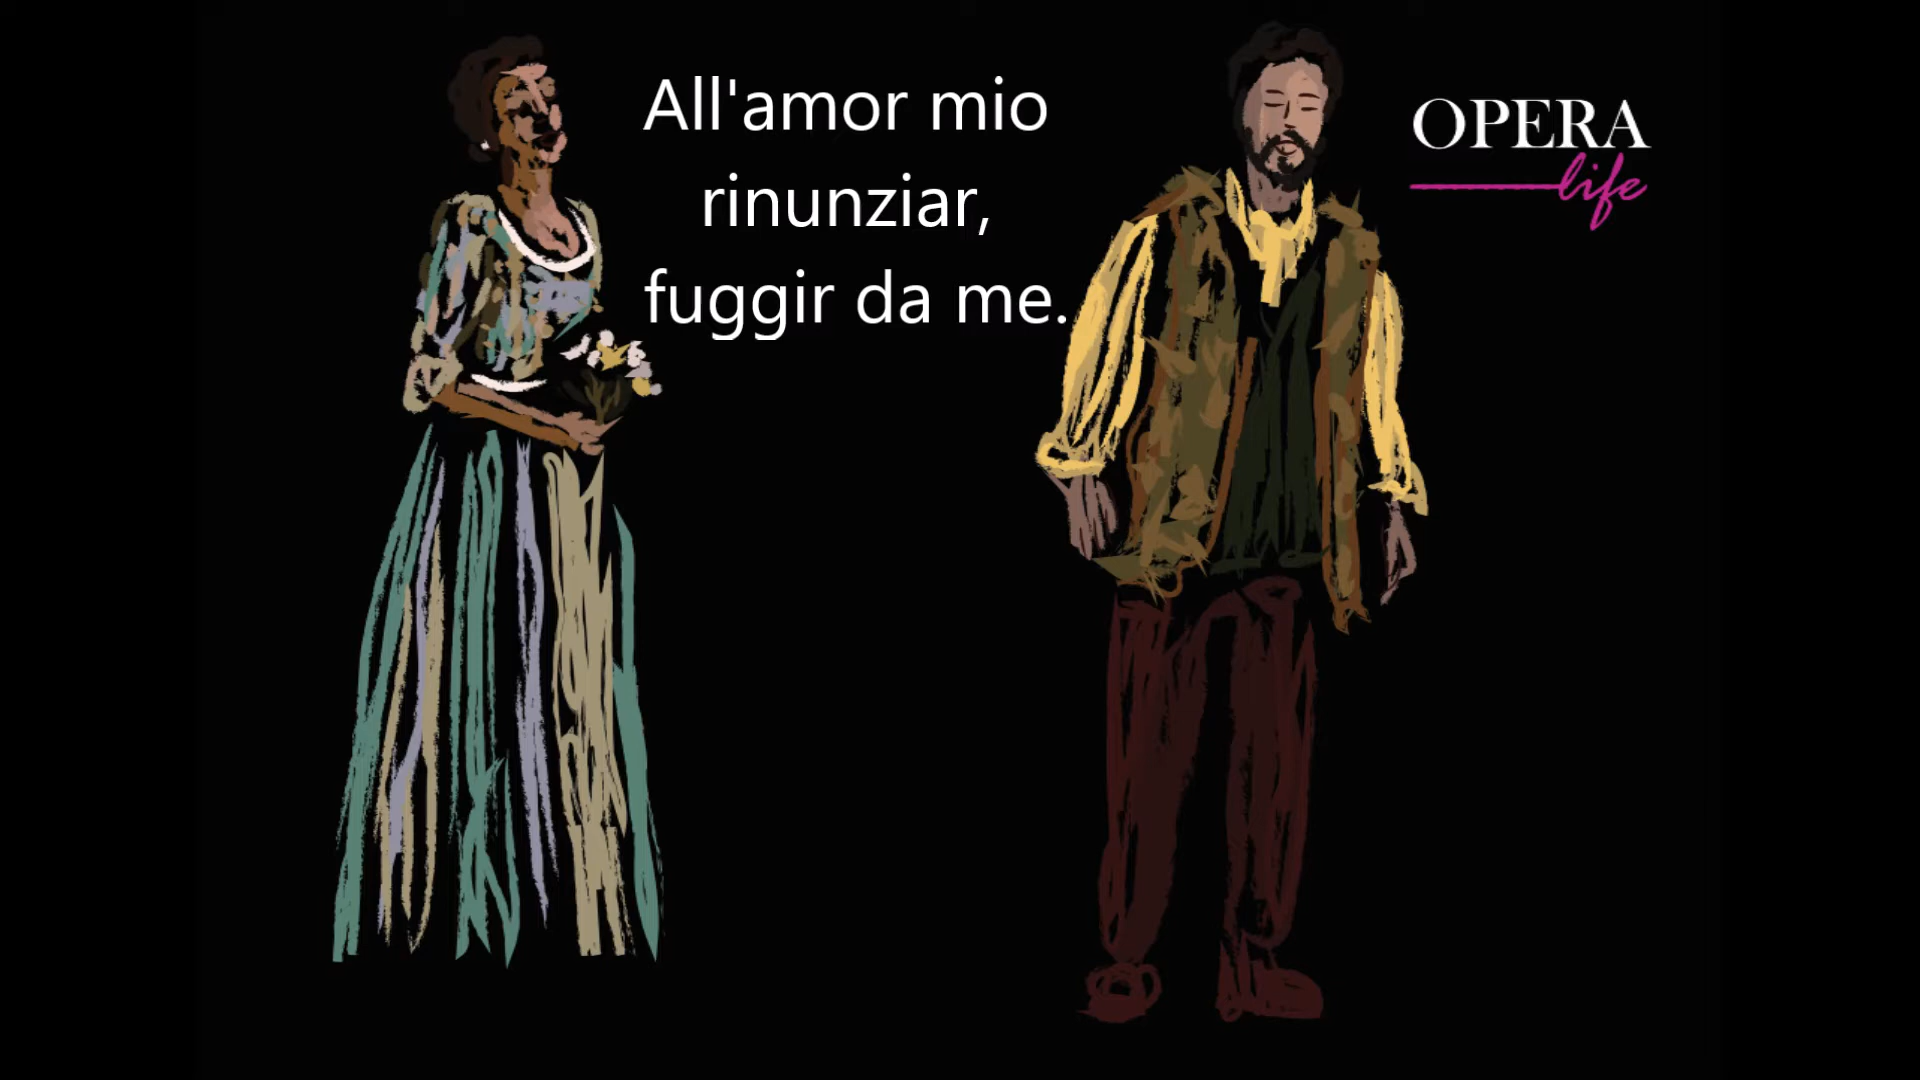 All'amor mio
rinunziar,
fuggir da me.
OPERA
life